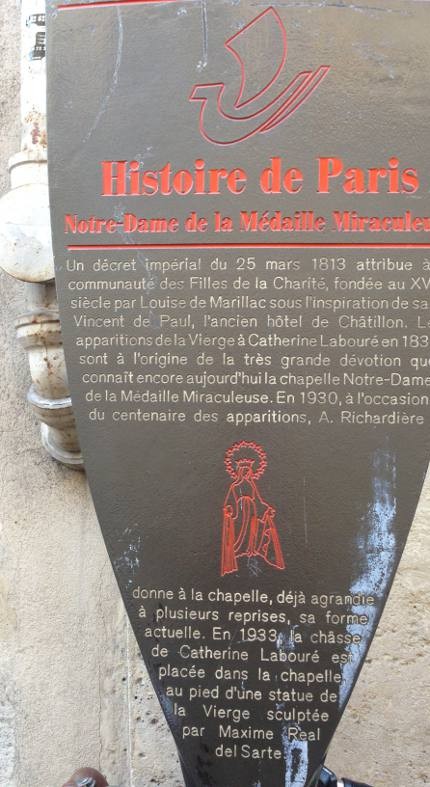 Histoire de Paris
Notre-Dame de la Médaille Miraculeu
Un décret impérial du 25 mars 1813 attribue à
communauté des Filles de la Charité, fondée au XV
siècle par Louise de Marillac sous l'inspiration de sa
Vincent de Paul, l'ancien hôtel de Châtillon. Le
apparitions de la Vierge à Catherine Labouré en 183
sont à l'origine de la très grande dévotion que
connaît encore aujourd'hui la chapelle Notre-Dame
de la Médaille Miraculeuse. En 1930, à l'occasion
du centenaire des apparitions, A. Richardière
donne à la chapelle, déjà agrandie
à plusieurs reprises, sa forme
actuelle. En 1933, la châsse
de Catherine Labouré est
placée dans la chapelle,
au pied d'une statue de
la Vierge sculptée
par Maxime Real
del Sarte.